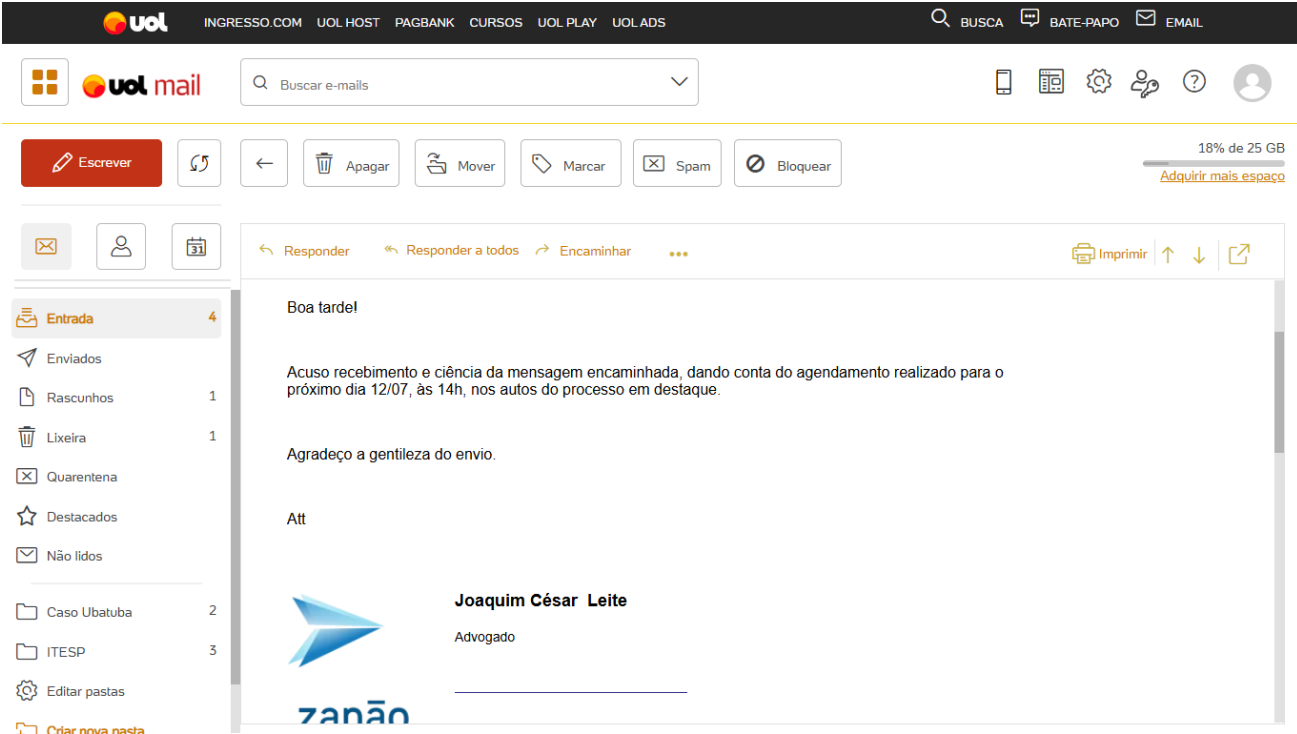 uol INGRESSO.COM UOL HOST PAGBANK CURSOS UOL PLAY UOL ADS BUSCA BATE-PAPO EMAIL
uol mail Buscar e-mails
Escrever Apagar Mover Marcar Spam Bloquear 18% de 25 GB
Adquirir mais espaço
31 Responder Responder a todos Encaminhar Imprimir
Entrada 4
Enviados
Rascunhos 1
Lixeira 1
Quarentena
Destacados
Não lidos
Caso Ubatuba 2
ITESP 3
Editar pastas
Criar nova pasta
Boa tarde!
Acuso recebimento e ciência da mensagem encaminhada, dando conta do agendamento realizado para o
próximo dia 12/07, às 14h, nos autos do processo em destaque.
Agradeço a gentileza do envio.
Att
Joaquim César Leite
Advogado
zanão